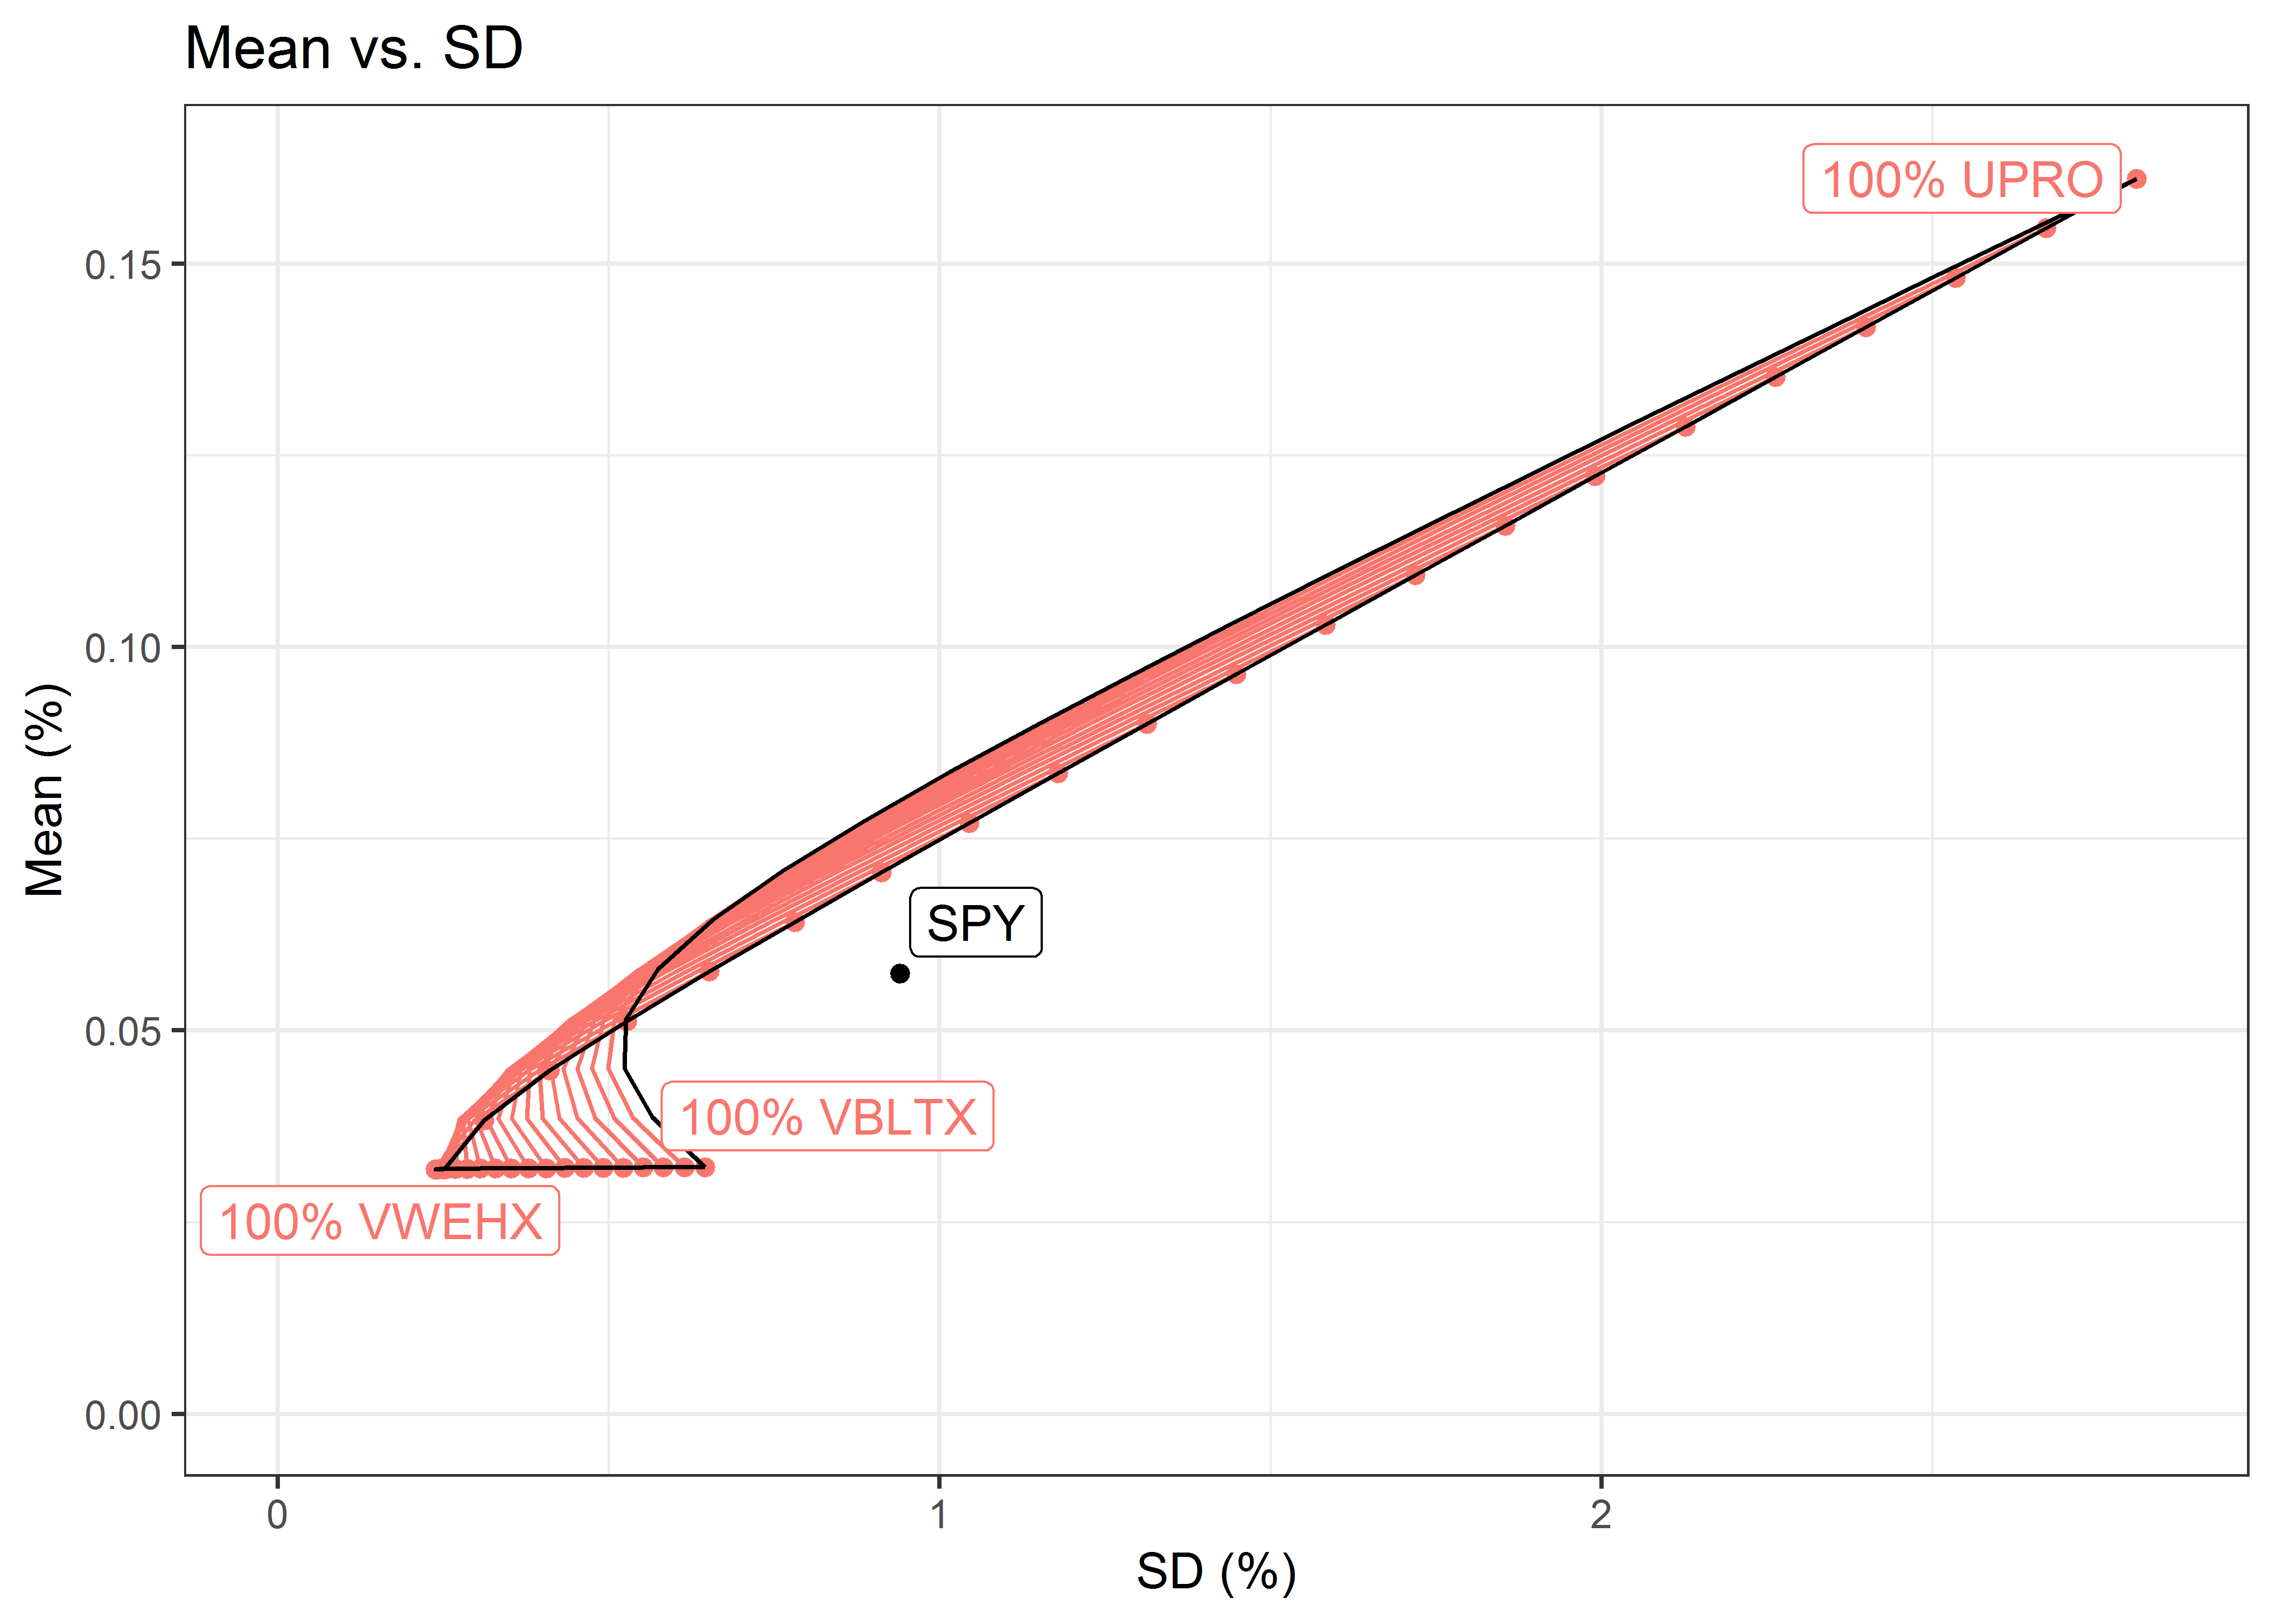 Mean vs. SD
100% UPRO
0.15
0.10
Mean (%)
SPY
0.05
100% VBLTX
100% VWEHX
0.00
0
1
2
SD (%)